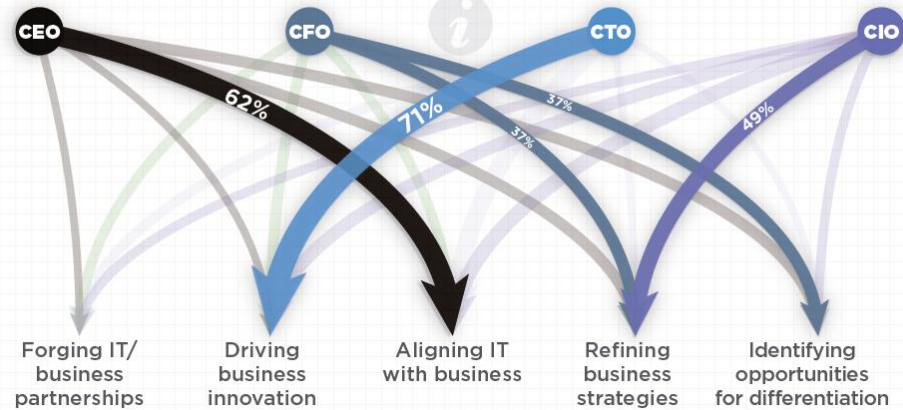 CEO
CFO
i
CTO
CIO
62%
71%
37%
37%
49%
Forging IT/
business
partnerships
Driving
business
innovation
Aligning IT
with business
Refining
business
strategies
Identifying
opportunities
for differentiation